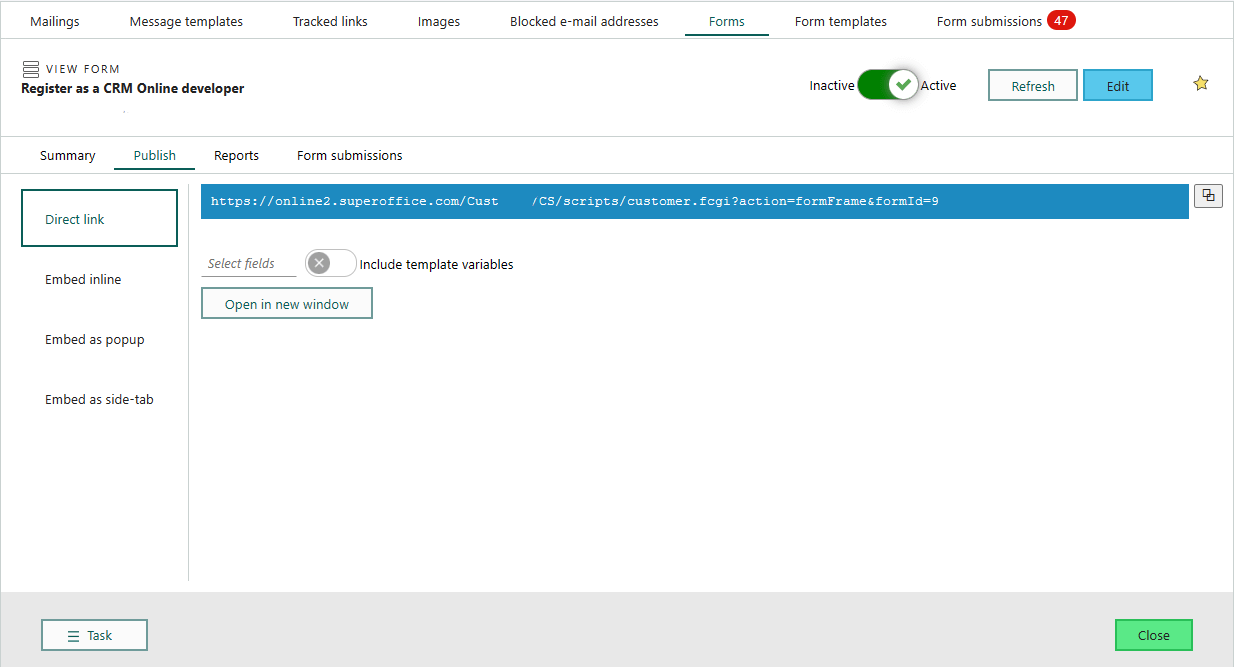 Mailings Message templates Tracked links Images Blocked e-mail addresses Forms Form templates Form submissions 47
VIEW FORM
Register as a CRM Online developer
Inactive Active Refresh Edit
Summary Publish Reports Form submissions
Direct link
Embed inline
Embed as popup
Embed as side-tab
https://online2.superoffice.com/Cust /CS/scripts/customer.fcgi?action=formFrame&formId=9
Select fields Include template variables
Open in new window
Task Close